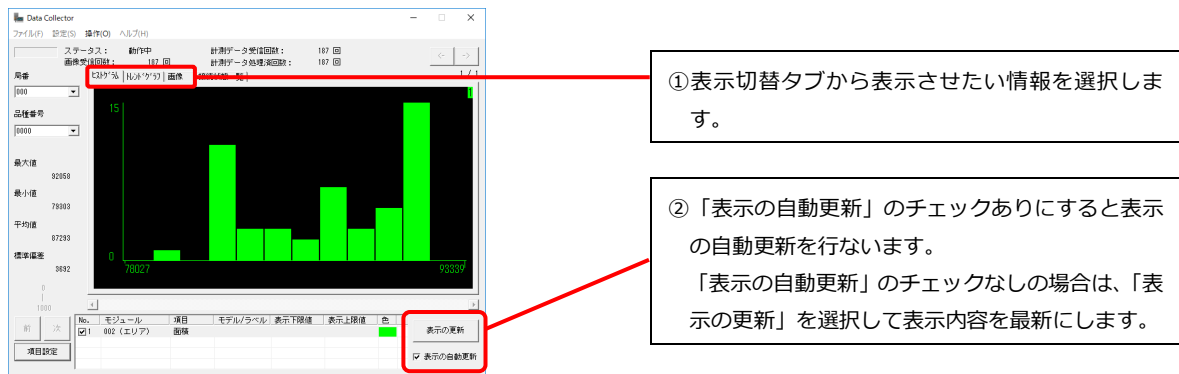 Data Collector
ファイル(F) 設定(S) 操作(O) ヘルプ(H)
ステータス： 動作中 計測データ受信回数： 187 回
画像受信回数： 187 回 計測データ処理済回数： 187 回
<- ->
局番 ヒストグラム トレンドグラフ 画像 1 / 1
000
1
15
品種番号
0000
最大値
92058
最小値
79303
平均値
87293
標準偏差
3692
0
78027 93339
0
1000
前 次
項目設定
No. モジュール 項目 モデル/ラベル 表示下限値 表示上限値 色
1 002 (エリア) 面積
表示の更新
表示の自動更新
①表示切替タブから表示させたい情報を選択しま
す。
②「表示の自動更新」のチェックありにすると表示
の自動更新を行ないます。
「表示の自動更新」のチェックなしの場合は、「表
示の更新」を選択して表示内容を最新にします。